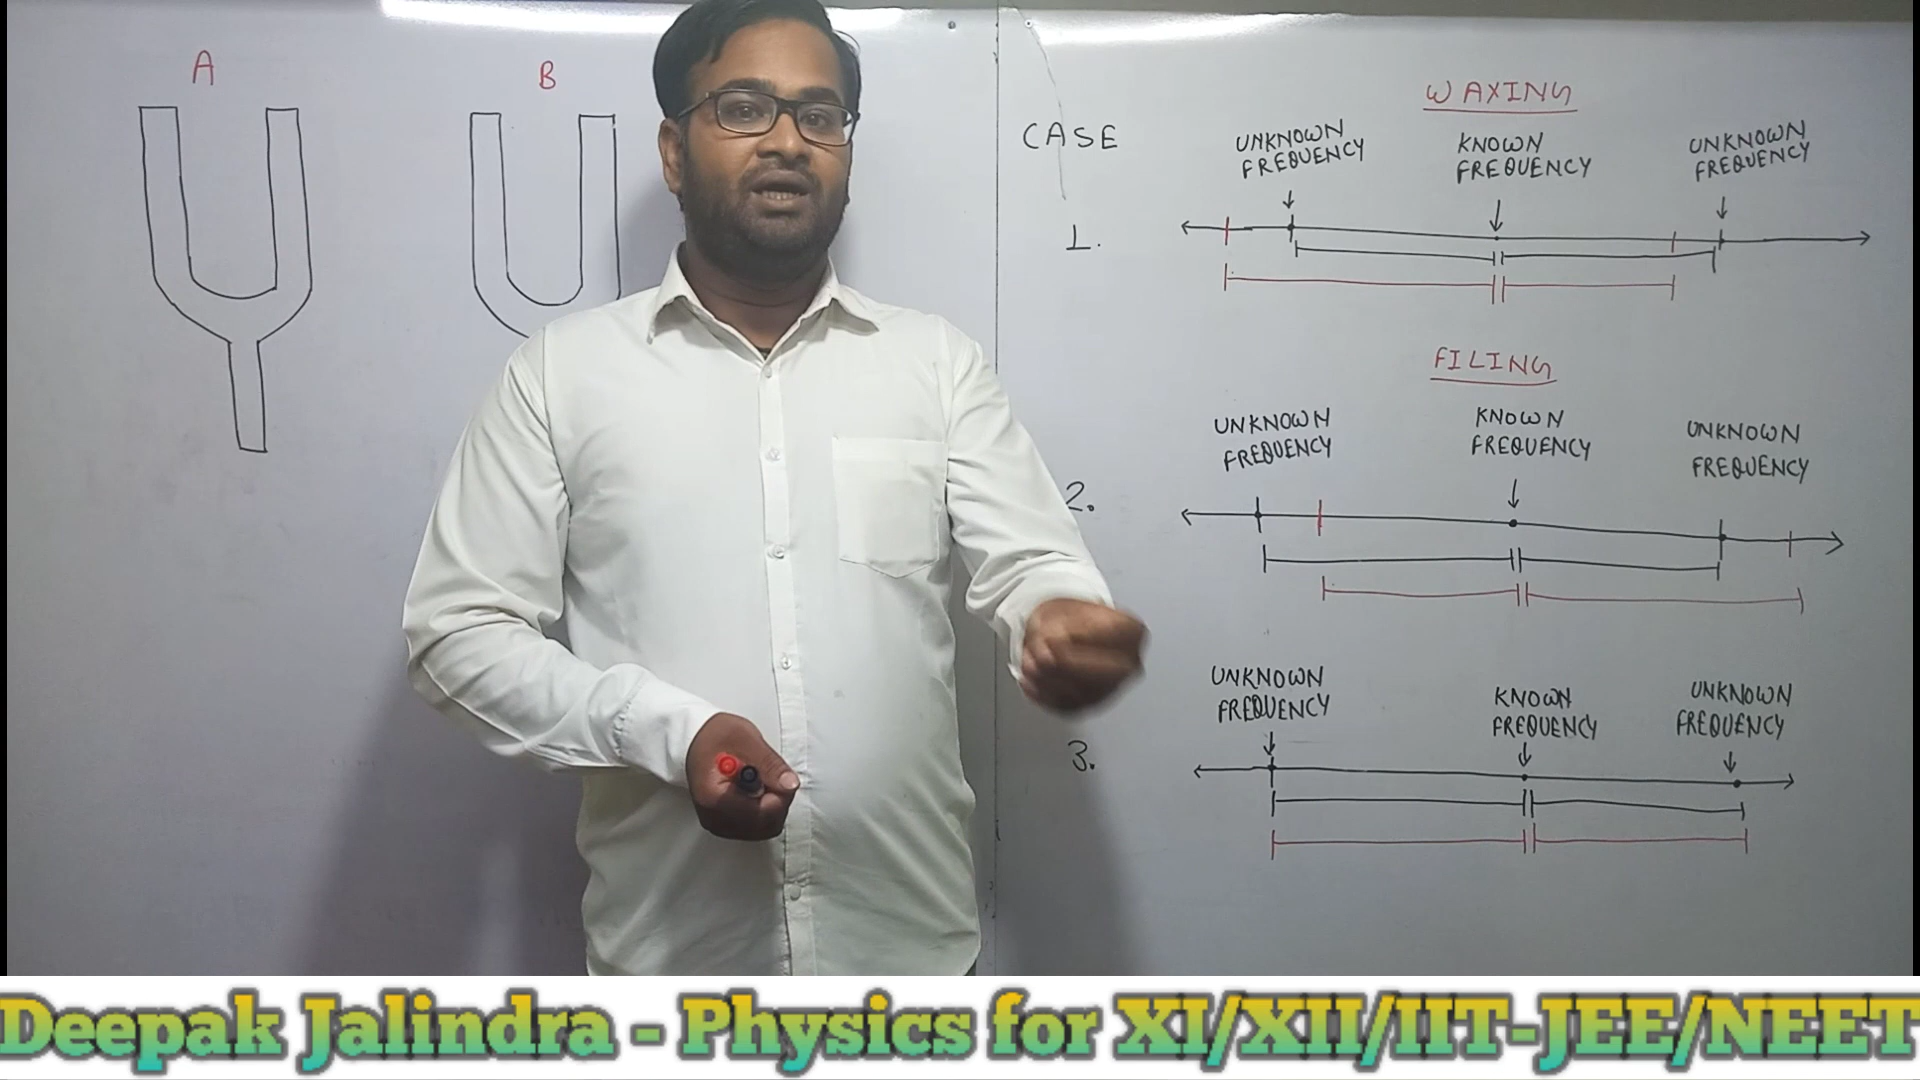 A
B
WAXING
CASE
UNKNOWN
FREQUENCY
KNOWN
FREQUENCY
UNKNOWN
FREQUENCY
1.
FILING
UNKNOWN
FREQUENCY
KNOWN
FREQUENCY
UNKNOWN
FREQUENCY
2.
UNKNOWN
FREQUENCY
KNOWN
FREQUENCY
UNKNOWN
FREQUENCY
3.
Deepak Jalindra - Physics for XI/XII/IIT-JEE/NEET